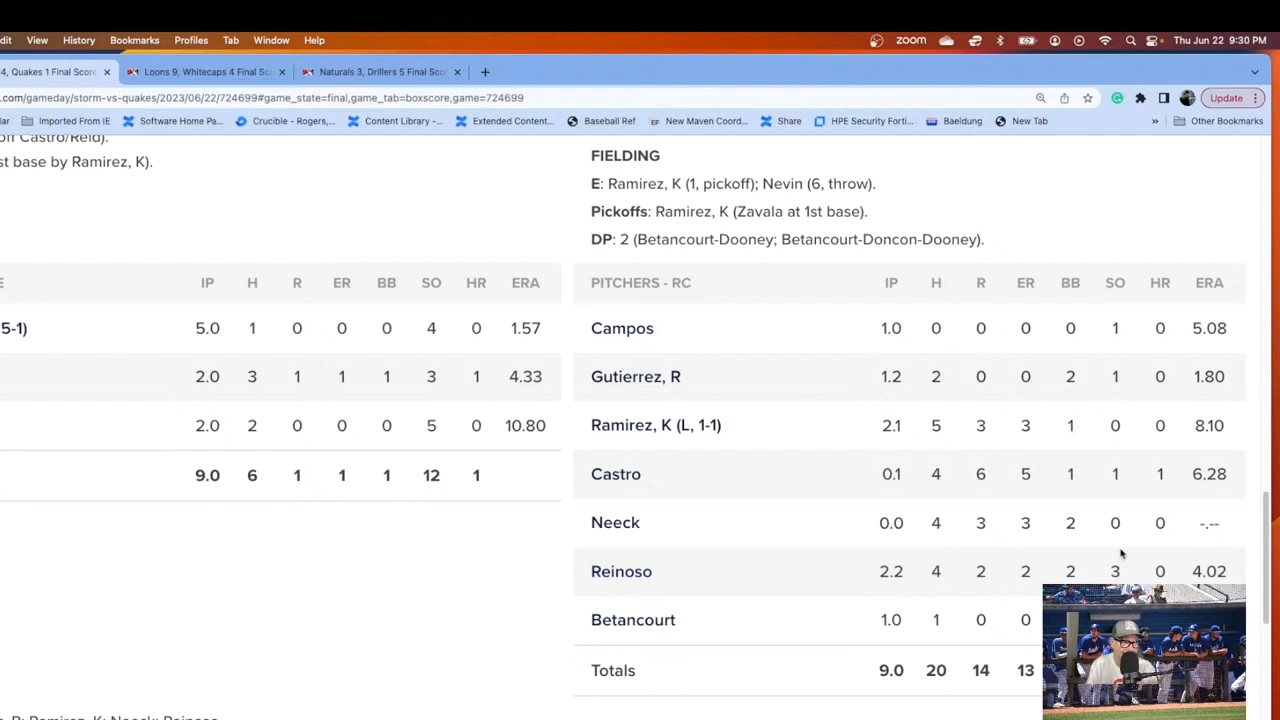 dit View History Bookmarks Profiles Tab Window Help zoom Thu Jun 22 9:30 PM
4, Quakes 1 Final Score Loons 9, Whitecaps 4 Final Sc Naturals 3, Drillers 5 Final Sco
.com/gameday/storm-vs-quakes/2023/06/22/724699#game_state=final,game_tab=boxscore,game=724699 Update
dar Imported From IE Software Home Pa... Crucible - Rogers,... Content Library -... Extended Content... Baseball Ref EF New Maven Coord... Share HPE Security Forti... Baeldung New Tab » Other Bookmarks
off Castro/Reid).
st base by Ramirez, K).
FIELDING
E: Ramirez, K (1, pickoff); Nevin (6, throw).
Pickoffs: Ramirez, K (Zavala at 1st base).
DP: 2 (Betancourt-Dooney; Betancourt-Doncon-Dooney).
E IP H R ER BB SO HR ERA
5-1) 5.0 1 0 0 0 4 0 1.57
2.0 3 1 1 1 3 1 4.33
2.0 2 0 0 0 5 0 10.80
9.0 6 1 1 1 12 1
PITCHERS - RC IP H R ER BB SO HR ERA
Campos 1.0 0 0 0 0 1 0 5.08
Gutierrez, R 1.2 2 0 0 2 1 0 1.80
Ramirez, K (L, 1-1) 2.1 5 3 3 1 0 0 8.10
Castro 0.1 4 6 5 1 1 1 6.28
Neeck 0.0 4 3 3 2 0 0 -.--
Reinoso 2.2 4 2 2 2 3 0 4.02
Betancourt 1.0 1 0 0
Totals 9.0 20 14 13
R: Ramirez, K; Neeck; Reinoso